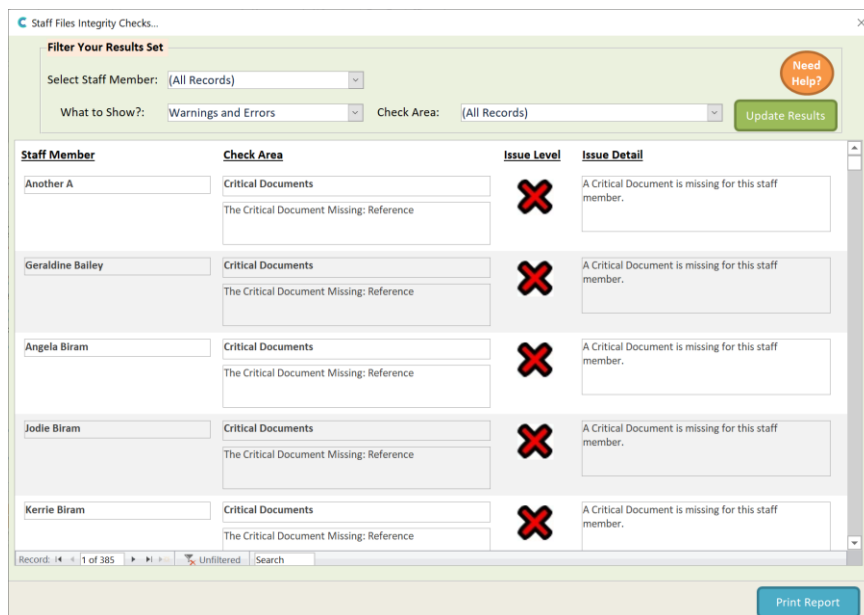 Staff Files Integrity Checks...
Filter Your Results Set
Select Staff Member: (All Records)
Need
Help?
What to Show?: Warnings and Errors Check Area: (All Records) Update Results
Staff Member Check Area Issue Level Issue Detail
Another A Critical Documents A Critical Document is missing for this staff
member.
The Critical Document Missing: Reference
Geraldine Bailey Critical Documents A Critical Document is missing for this staff
member.
The Critical Document Missing: Reference
Angela Biram Critical Documents A Critical Document is missing for this staff
member.
The Critical Document Missing: Reference
Jodie Biram Critical Documents A Critical Document is missing for this staff
member.
The Critical Document Missing: Reference
Kerrie Biram Critical Documents A Critical Document is missing for this staff
member.
The Critical Document Missing: Reference
Record: 1 of 385 Unfiltered Search
Print Report